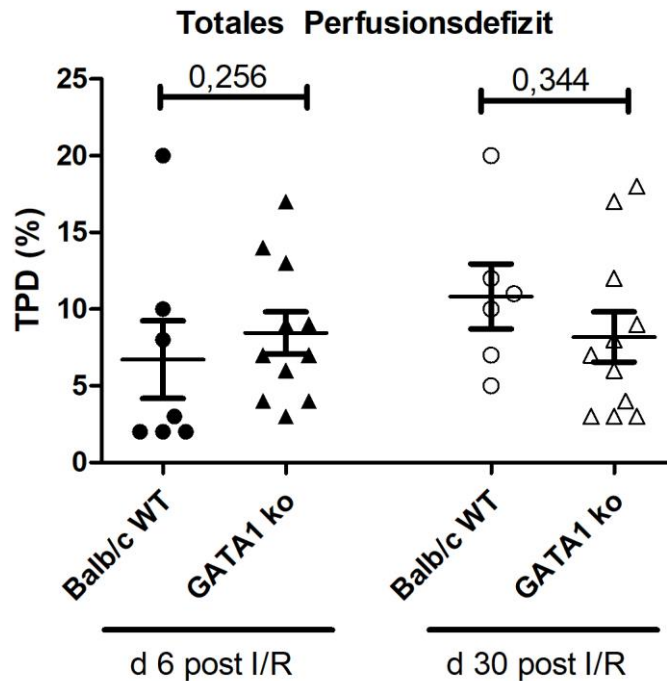 Totales Perfusionsdefizit
0,256
0,344
TPD (%)
25
20
15
10
5
0
Balb/c WT
GATA1 ko
Balb/c WT
GATA1 ko
d 6 post I/R
d 30 post I/R